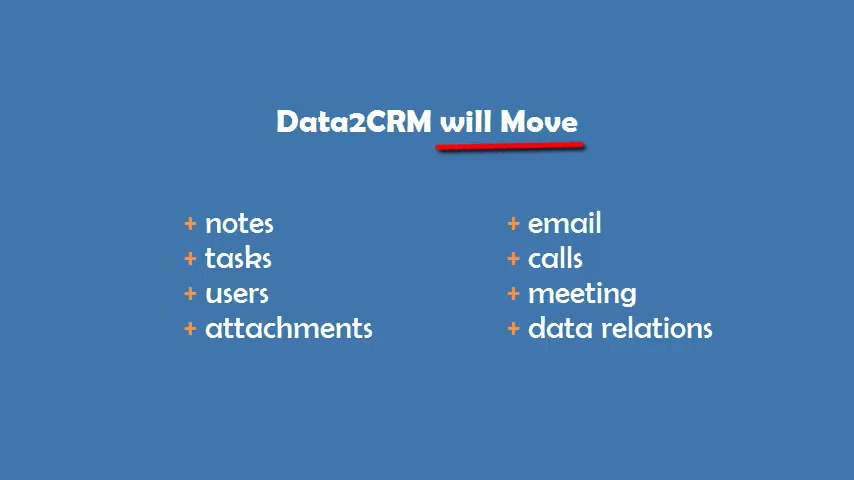 Data2CRM will Move
+ notes
+ tasks
+ users
+ attachments
+ email
+ calls
+ meeting
+ data relations